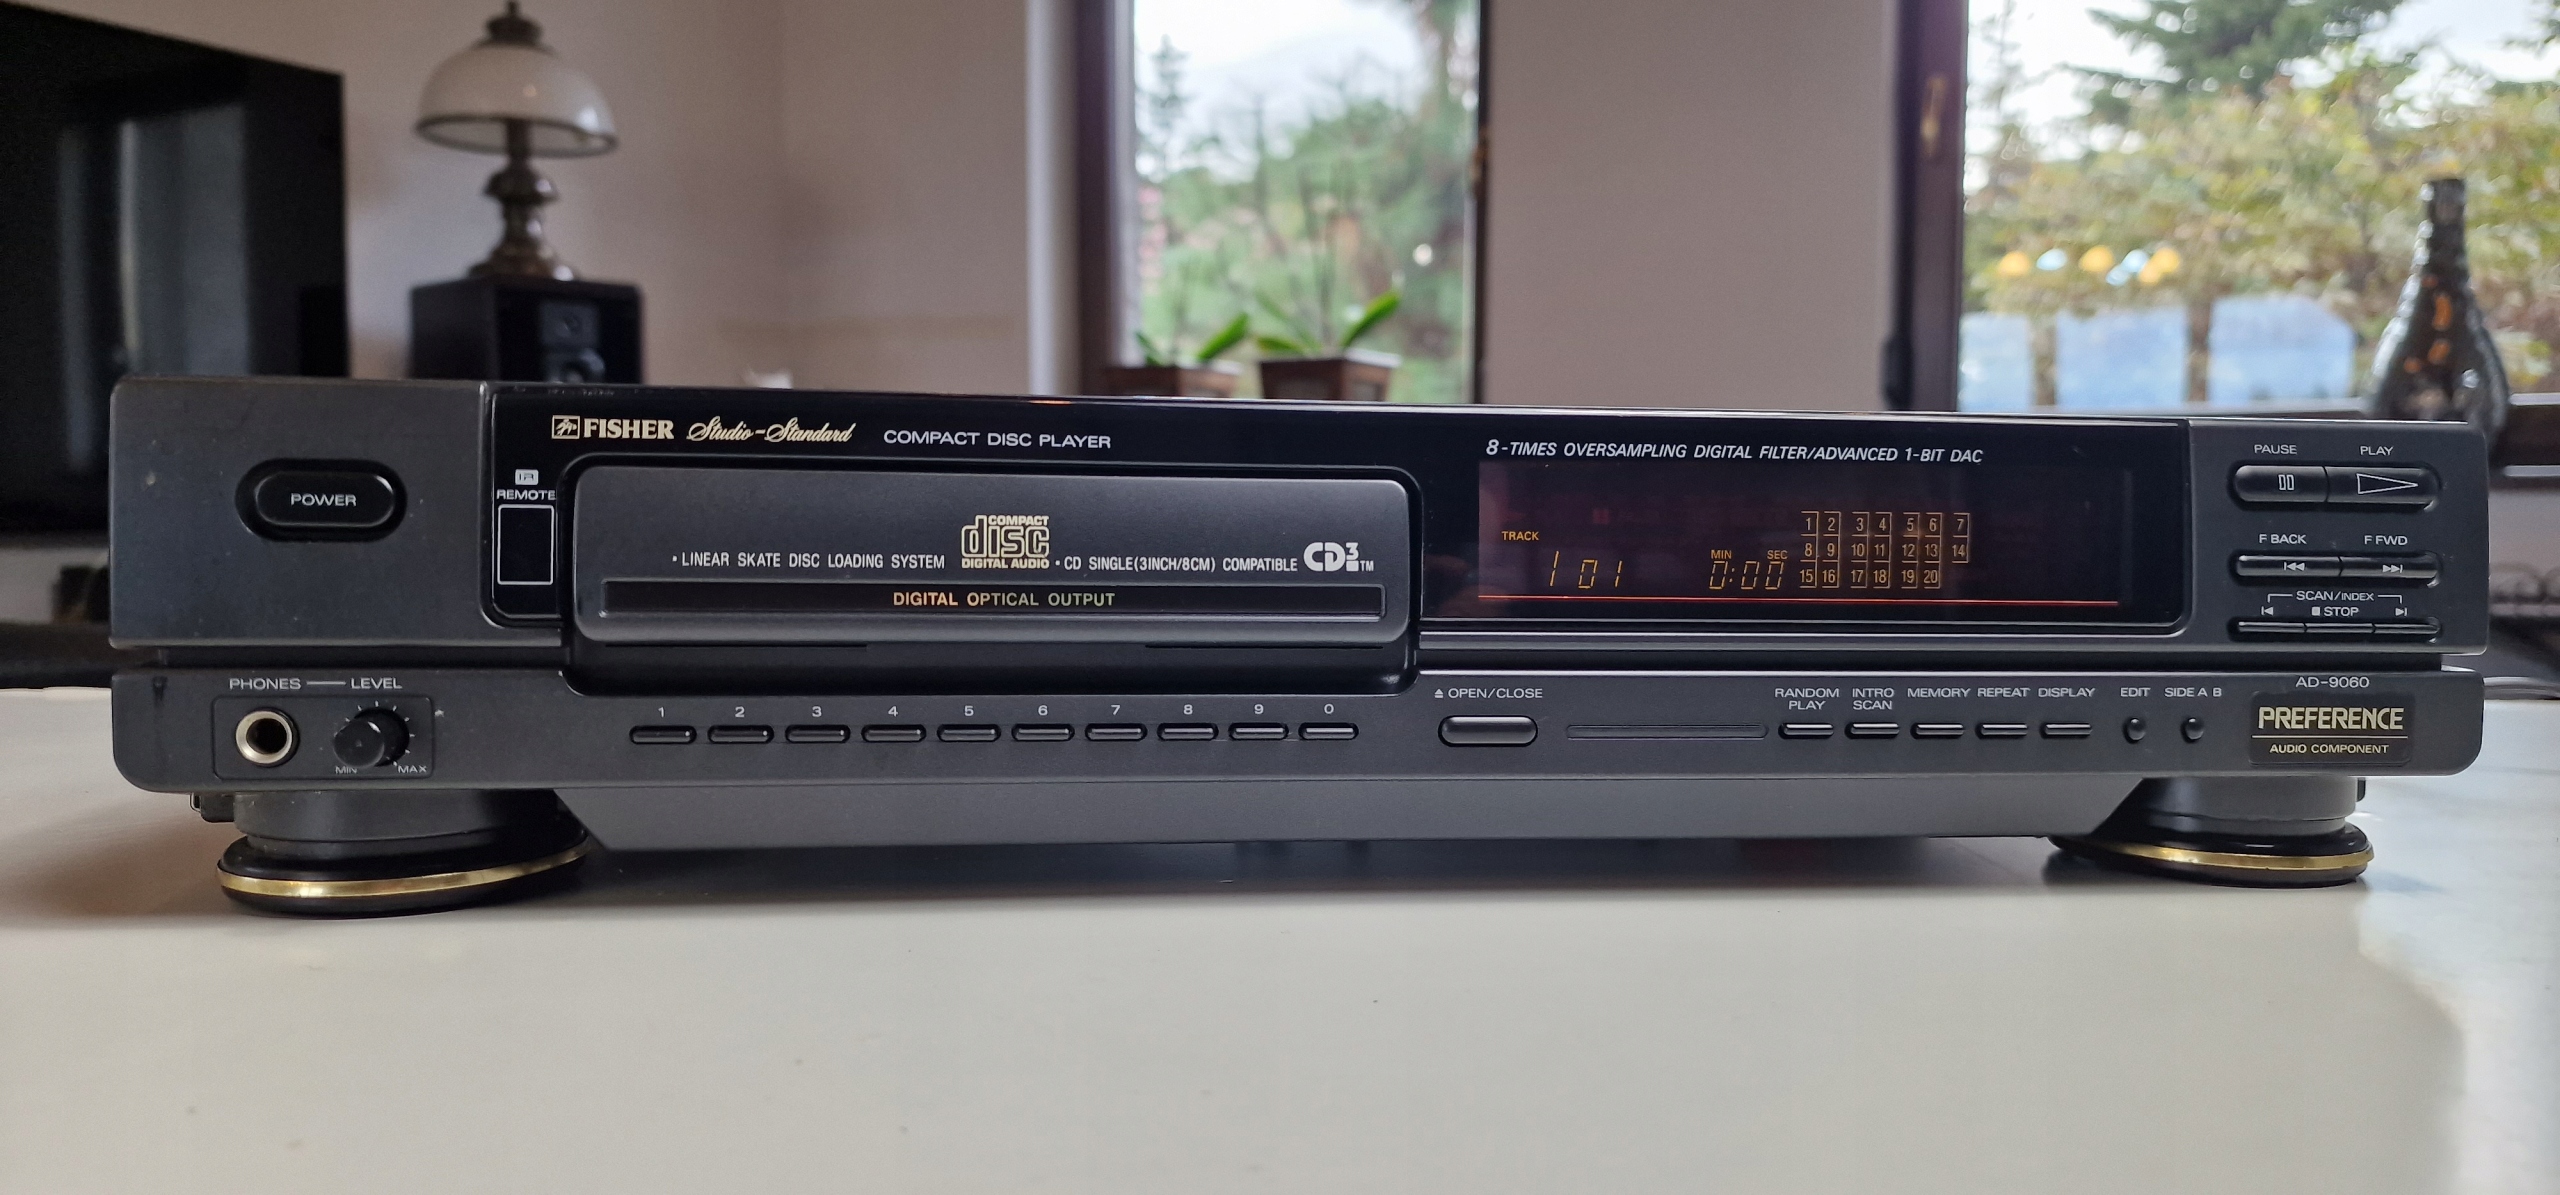 FISHER Studio-Standard COMPACT DISC PLAYER
8-TIMES OVERSAMPLING DIGITAL FILTER/ADVANCED 1-BIT DAC
PAUSE PLAY
POWER
REMOTE
COMPACT
disc
DIGITAL AUDIO
• LINEAR SKATE DISC LOADING SYSTEM
• CD SINGLE(3INCH/8CM) COMPATIBLE CD3 TM
DIGITAL OPTICAL OUTPUT
TRACK
1 01
MIN SEC
0:00
1 2 3 4 5 6 7
8 9 10 11 12 13 14
15 16 17 18 19 20
F BACK F FWD
SCAN/INDEX
STOP
PHONES LEVEL
MIN MAX
1 2 3 4 5 6 7 8 9 0
OPEN/CLOSE
RANDOM PLAY
INTRO SCAN
MEMORY REPEAT DISPLAY EDIT SIDE A B
AD-9060
PREFERENCE
AUDIO COMPONENT